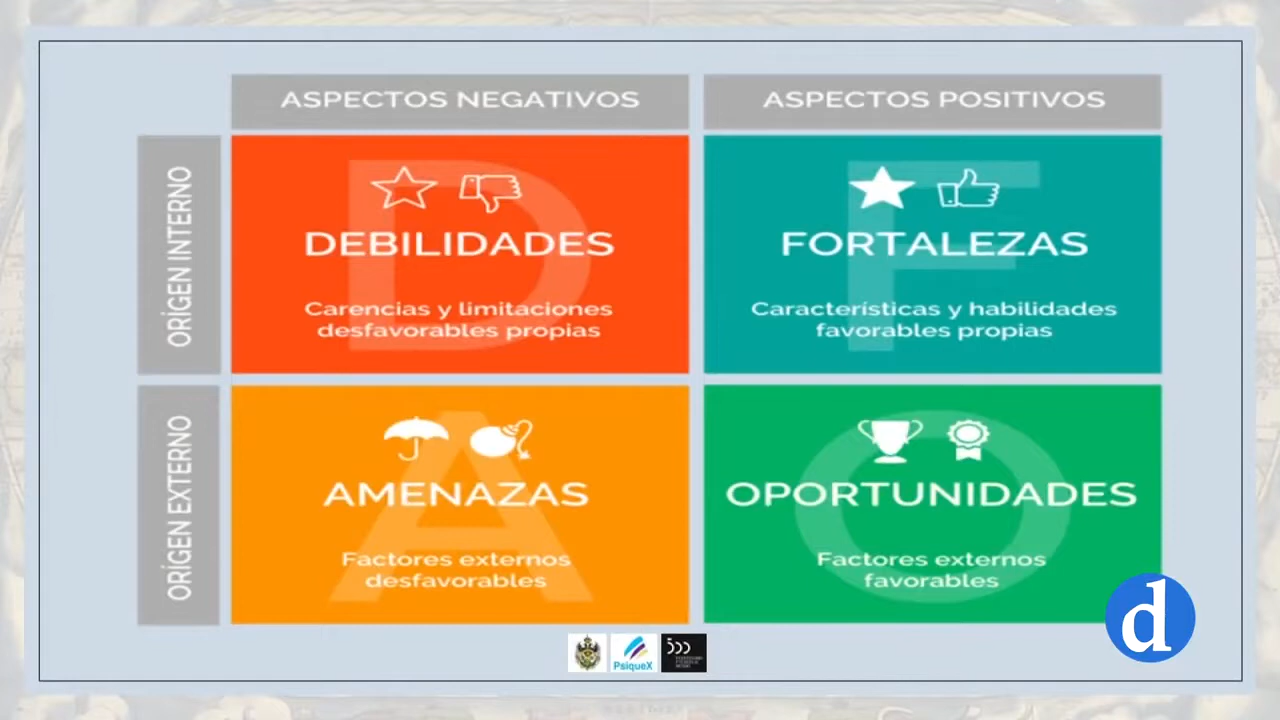 ASPECTOS NEGATIVOS
ASPECTOS POSITIVOS
ORÍGEN INTERNO
D
DEBILIDADES
Carencias y limitaciones
desfavorables propias
F
FORTALEZAS
Características y habilidades
favorables propias
ORÍGEN EXTERNO
A
AMENAZAS
Factores externos
desfavorables
O
OPORTUNIDADES
Factores externos
favorables
PsiqueX
d